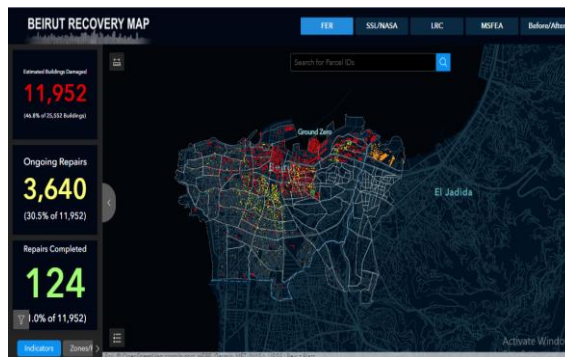 BEIRUT RECOVERY MAP
FER
SSL/NASA
LRC
MSFEA
Before/After
Estimated Buildings Damaged
11,952
(46.8% of 25,552 Buildings)
Search for Parcel IDs
Ground Zero
Beirut
El Jadida
Ongoing Repairs
3,640
(30.5% of 11,952)
Repairs Completed
124
1.0% of 11,952)
Indicators
Zones/
Activate Windo